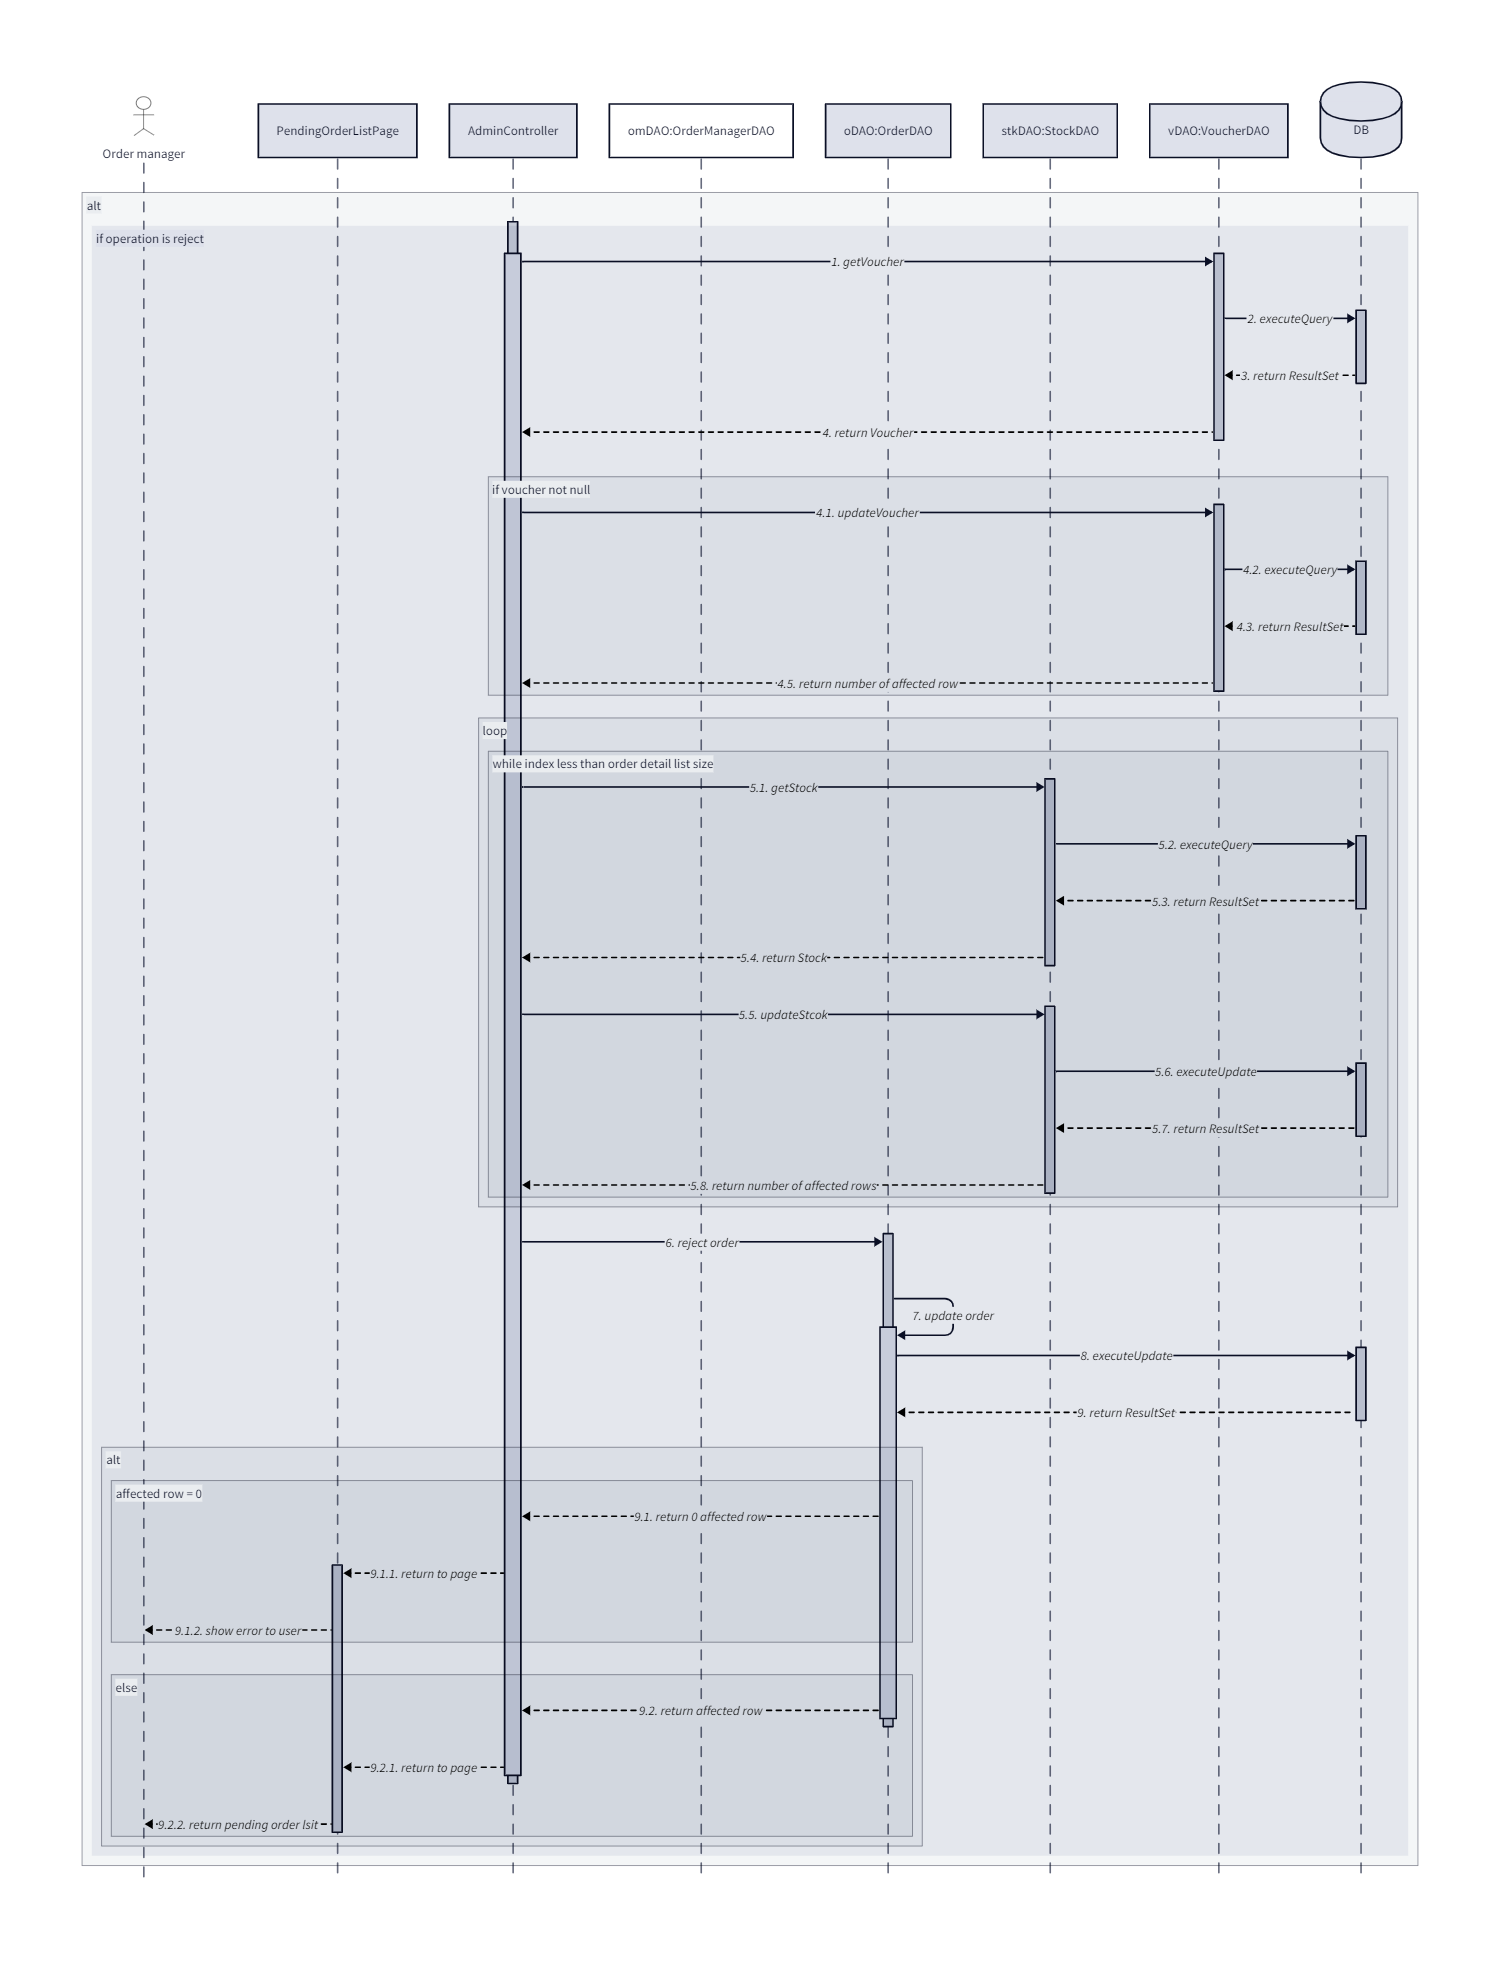 Order manager
PendingOrderListPage
AdminController
omDAO:OrderManagerDAO
oDAO:OrderDAO
stkDAO:StockDAO
vDAO:VoucherDAO
DB
alt
if operation is reject
1. getVoucher
2. executeQuery
3. return ResultSet
4. return Voucher
if voucher not null
4.1. updateVoucher
4.2. executeQuery
4.3. return ResultSet
4.5. return number of affected row
loop
while index less than order detail list size
5.1. getStock
5.2. executeQuery
5.3. return ResultSet
5.4. return Stock
5.5. updateStcok
5.6. executeUpdate
5.7. return ResultSet
5.8. return number of affected rows
6. reject order
7. update order
8. executeUpdate
9. return ResultSet
alt
affected row = 0
9.1. return 0 affected row
9.1.1. return to page
9.1.2. show error to user
else
9.2. return affected row
9.2.1. return to page
9.2.2. return pending order lsit